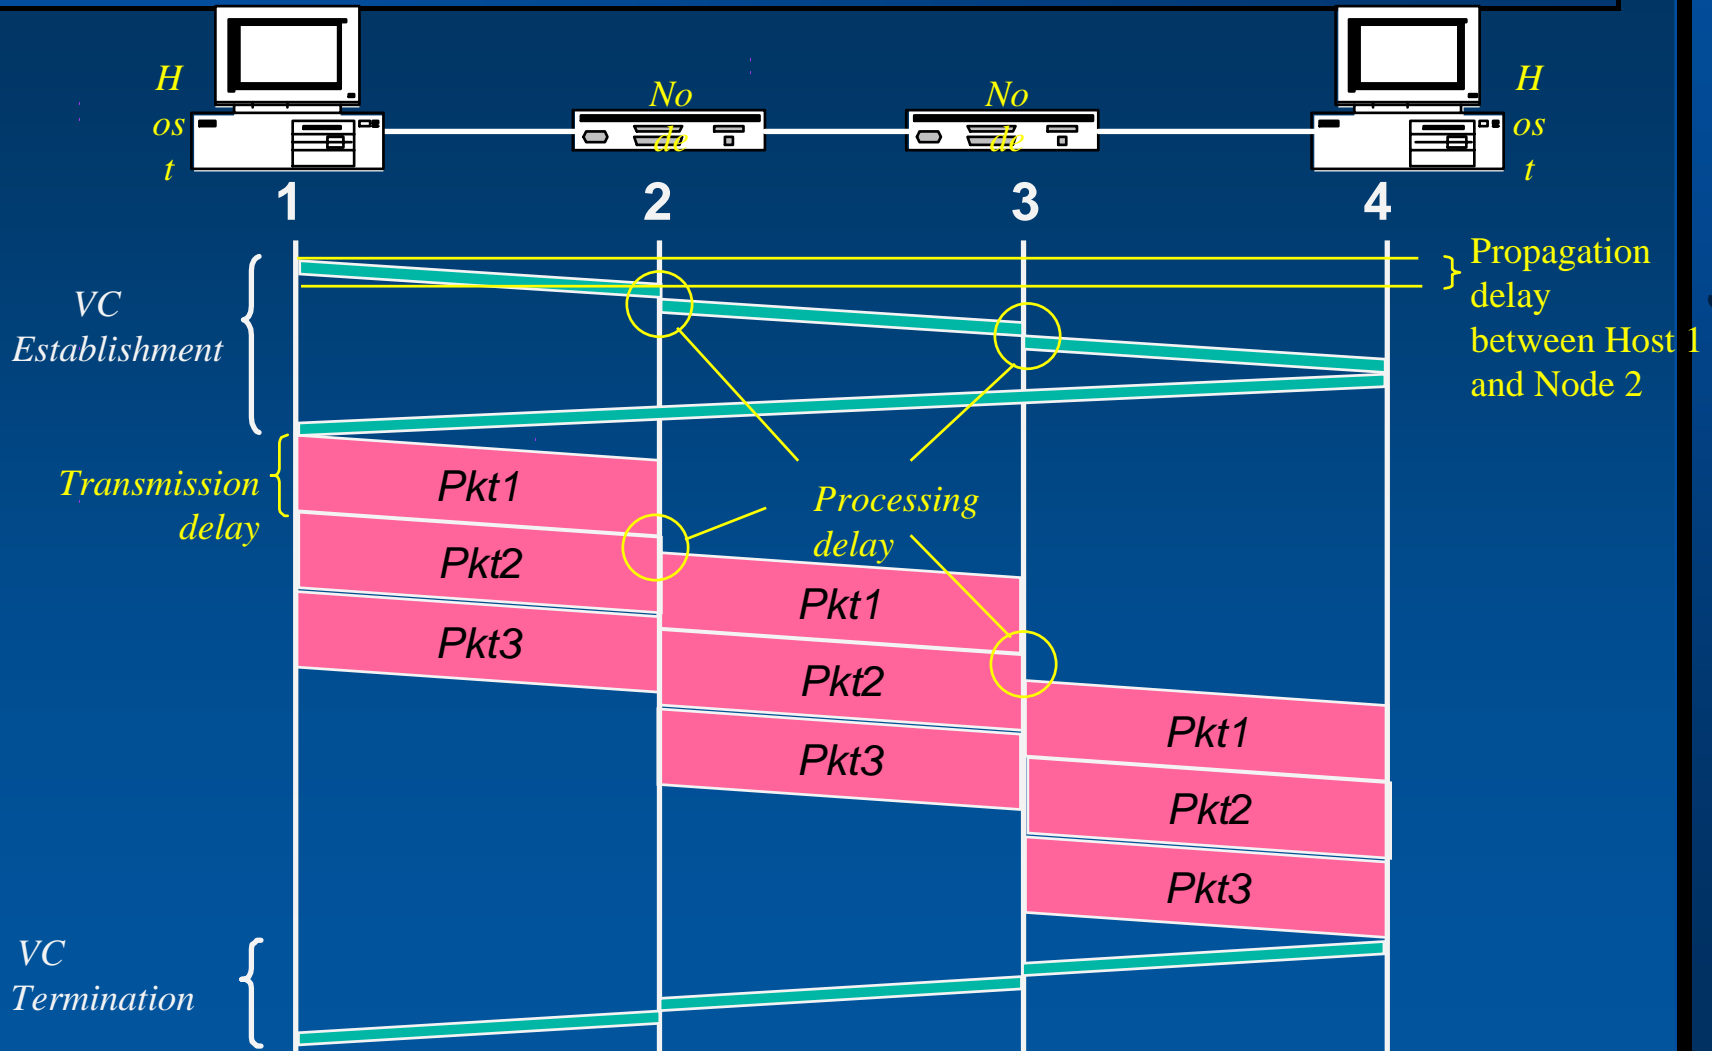 H
os
t
No
de
No
de
H
os
t
1
2
3
4
Propagation
delay
between Host 1
and Node 2
VC
Establishment
Transmission
delay
Processing
delay
Pkt1
Pkt2
Pkt3
Pkt1
Pkt2
Pkt3
Pkt1
Pkt2
Pkt3
VC
Termination